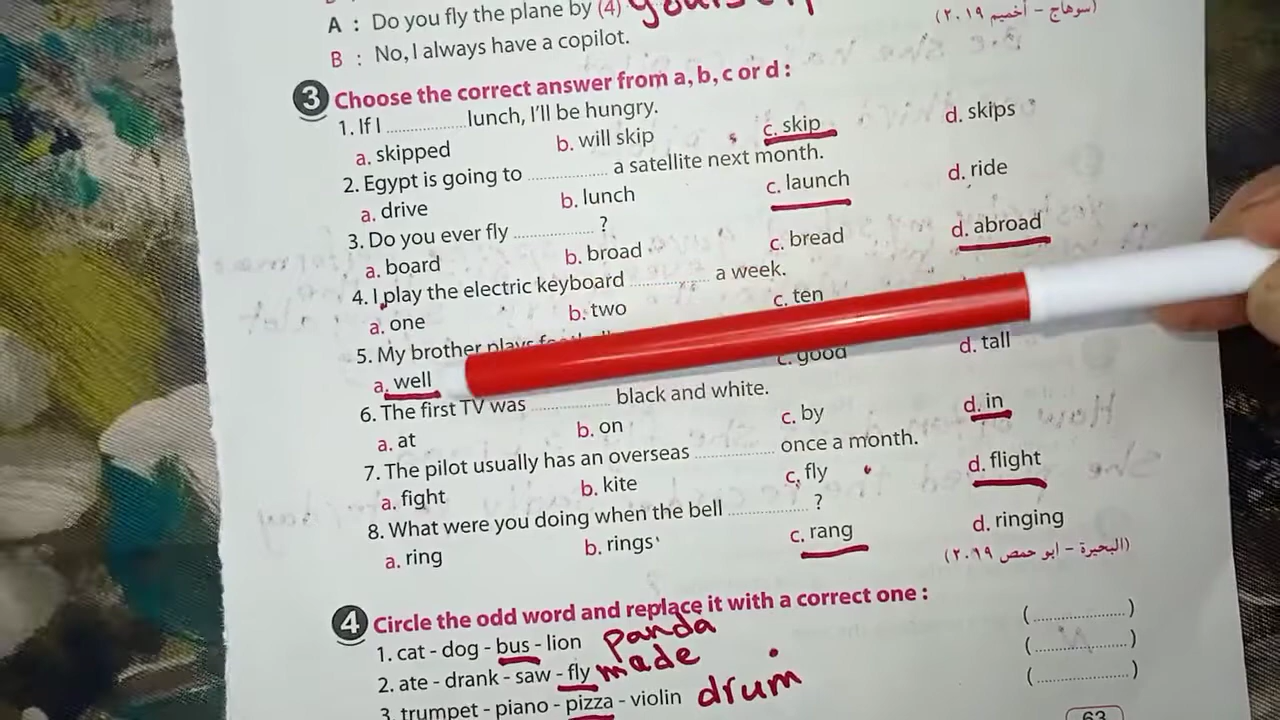 A : Do you fly the plane by (4) yourself
(سوهاج - أخميم ٢٠١٩)
B : No, I always have a copilot.
3 Choose the correct answer from a, b, c or d :
1. If I .................. lunch, I'll be hungry.
a. skipped b. will skip c. skip d. skips
2. Egypt is going to .................. a satellite next month.
a. drive b. lunch c. launch d. ride
3. Do you ever fly .................. ?
a. board b. broad c. bread d. abroad
4. I play the electric keyboard .................. a week.
a. one b. two c. ten
5. My brother plays
a. well c. good d. tall
6. The first TV was .................. black and white.
a. at b. on c. by d. in
7. The pilot usually has an overseas .................. once a month.
a. fight b. kite c. fly d. flight
8. What were you doing when the bell .................. ?
a. ring b. rings c. rang d. ringing
(البحيرة - ابو حمص ٢٠١٩)
4 Circle the odd word and replace it with a correct one :
1. cat - dog - bus - lion panda (..................)
2. ate - drank - saw - fly made (..................)
3. trumpet - piano - pizza - violin drum (..................)
63